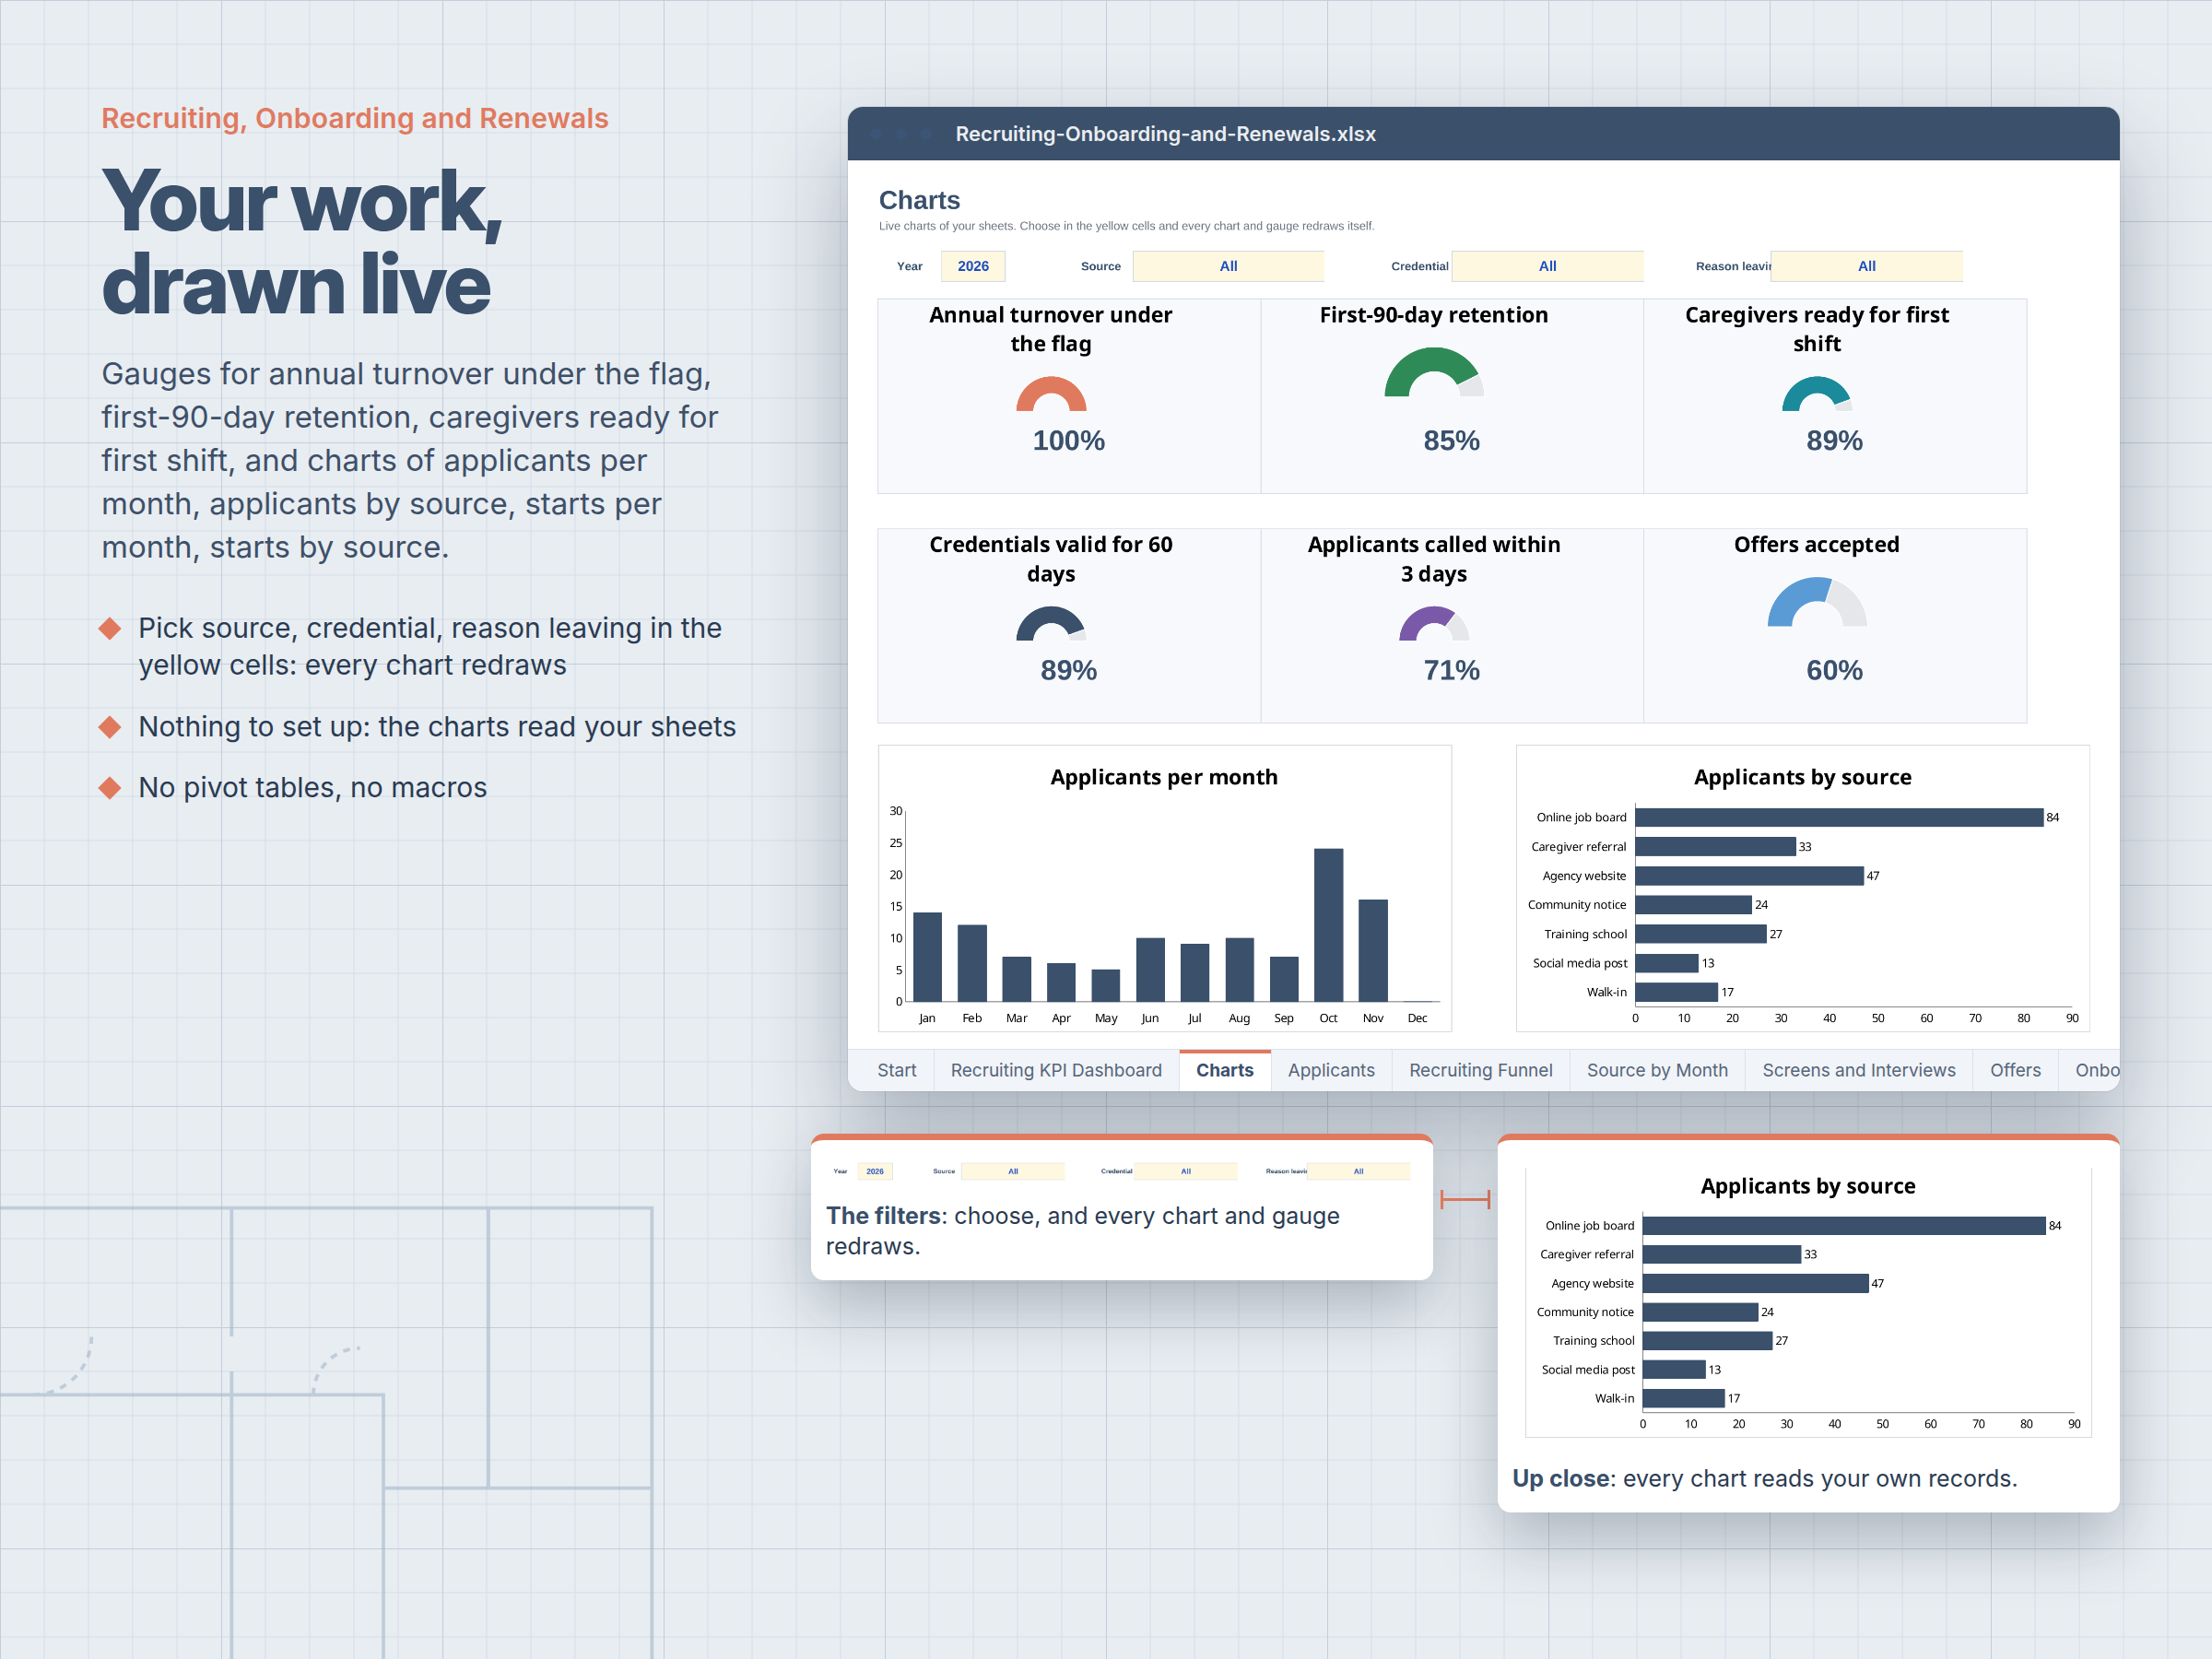 Recruiting, Onboarding and Renewals
Your work,
drawn live
Gauges for annual turnover under the flag,
first-90-day retention, caregivers ready for
first shift, and charts of applicants per
month, applicants by source, starts per
month, starts by source.
Pick source, credential, reason leaving in the
yellow cells: every chart redraws
Nothing to set up: the charts read your sheets
No pivot tables, no macros
Recruiting-Onboarding-and-Renewals.xlsx
Charts
Live charts of your sheets. Choose in the yellow cells and every chart and gauge redraws itself.
Year 2026 Source All Credential All Reason leavin All
Annual turnover under
the flag
100%
First-90-day retention
85%
Caregivers ready for first
shift
89%
Credentials valid for 60
days
89%
Applicants called within
3 days
71%
Offers accepted
60%
Applicants per month
30
25
20
15
10
5
0
Jan Feb Mar Apr May Jun Jul Aug Sep Oct Nov Dec
Applicants by source
Online job board 84
Caregiver referral 33
Agency website 47
Community notice 24
Training school 27
Social media post 13
Walk-in 17
0 10 20 30 40 50 60 70 80 90
Start Recruiting KPI Dashboard Charts Applicants Recruiting Funnel Source by Month Screens and Interviews Offers Onbo
Year 2026 Source All Credential All Reason leavin All
The filters: choose, and every chart and gauge
redraws.
Applicants by source
Online job board 84
Caregiver referral 33
Agency website 47
Community notice 24
Training school 27
Social media post 13
Walk-in 17
0 10 20 30 40 50 60 70 80 90
Up close: every chart reads your own records.